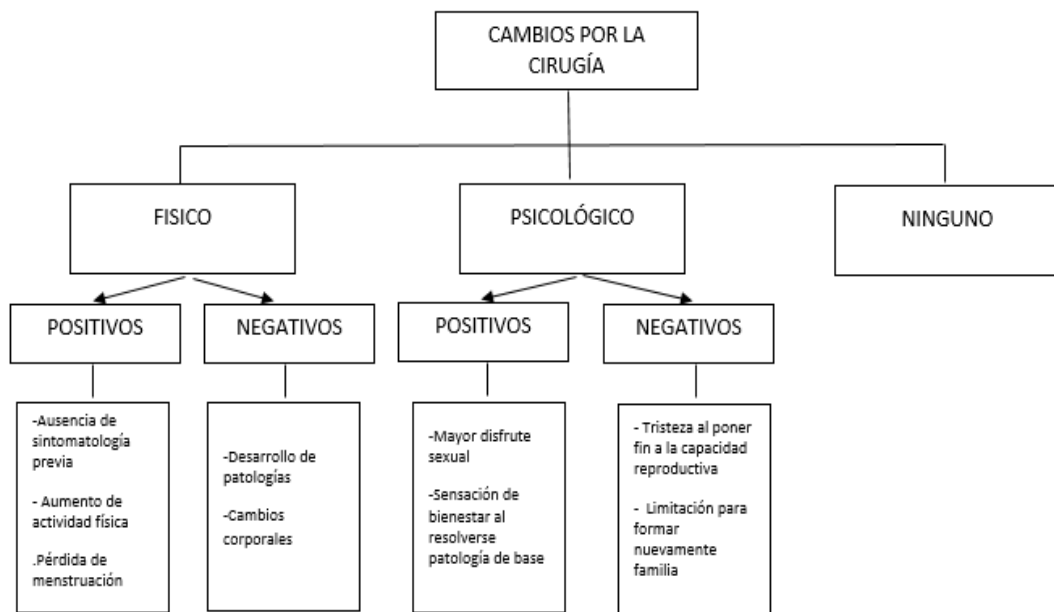 CAMBIOS POR LA
CIRUGÍA
FISICO
PSICOLÓGICO
NINGUNO
POSITIVOS
NEGATIVOS
POSITIVOS
NEGATIVOS
-Ausencia de
sintomatología
previa
- Aumento de
actividad física
.Pérdida de
menstruación
-Desarrollo de
patologías
-Cambios
corporales
-Mayor disfrute
sexual
-Sensación de
bienestar al
resolverse
patología de base
- Tristeza al poner
fin a la capacidad
reproductiva
- Limitación para
formar
nuevamente
familia